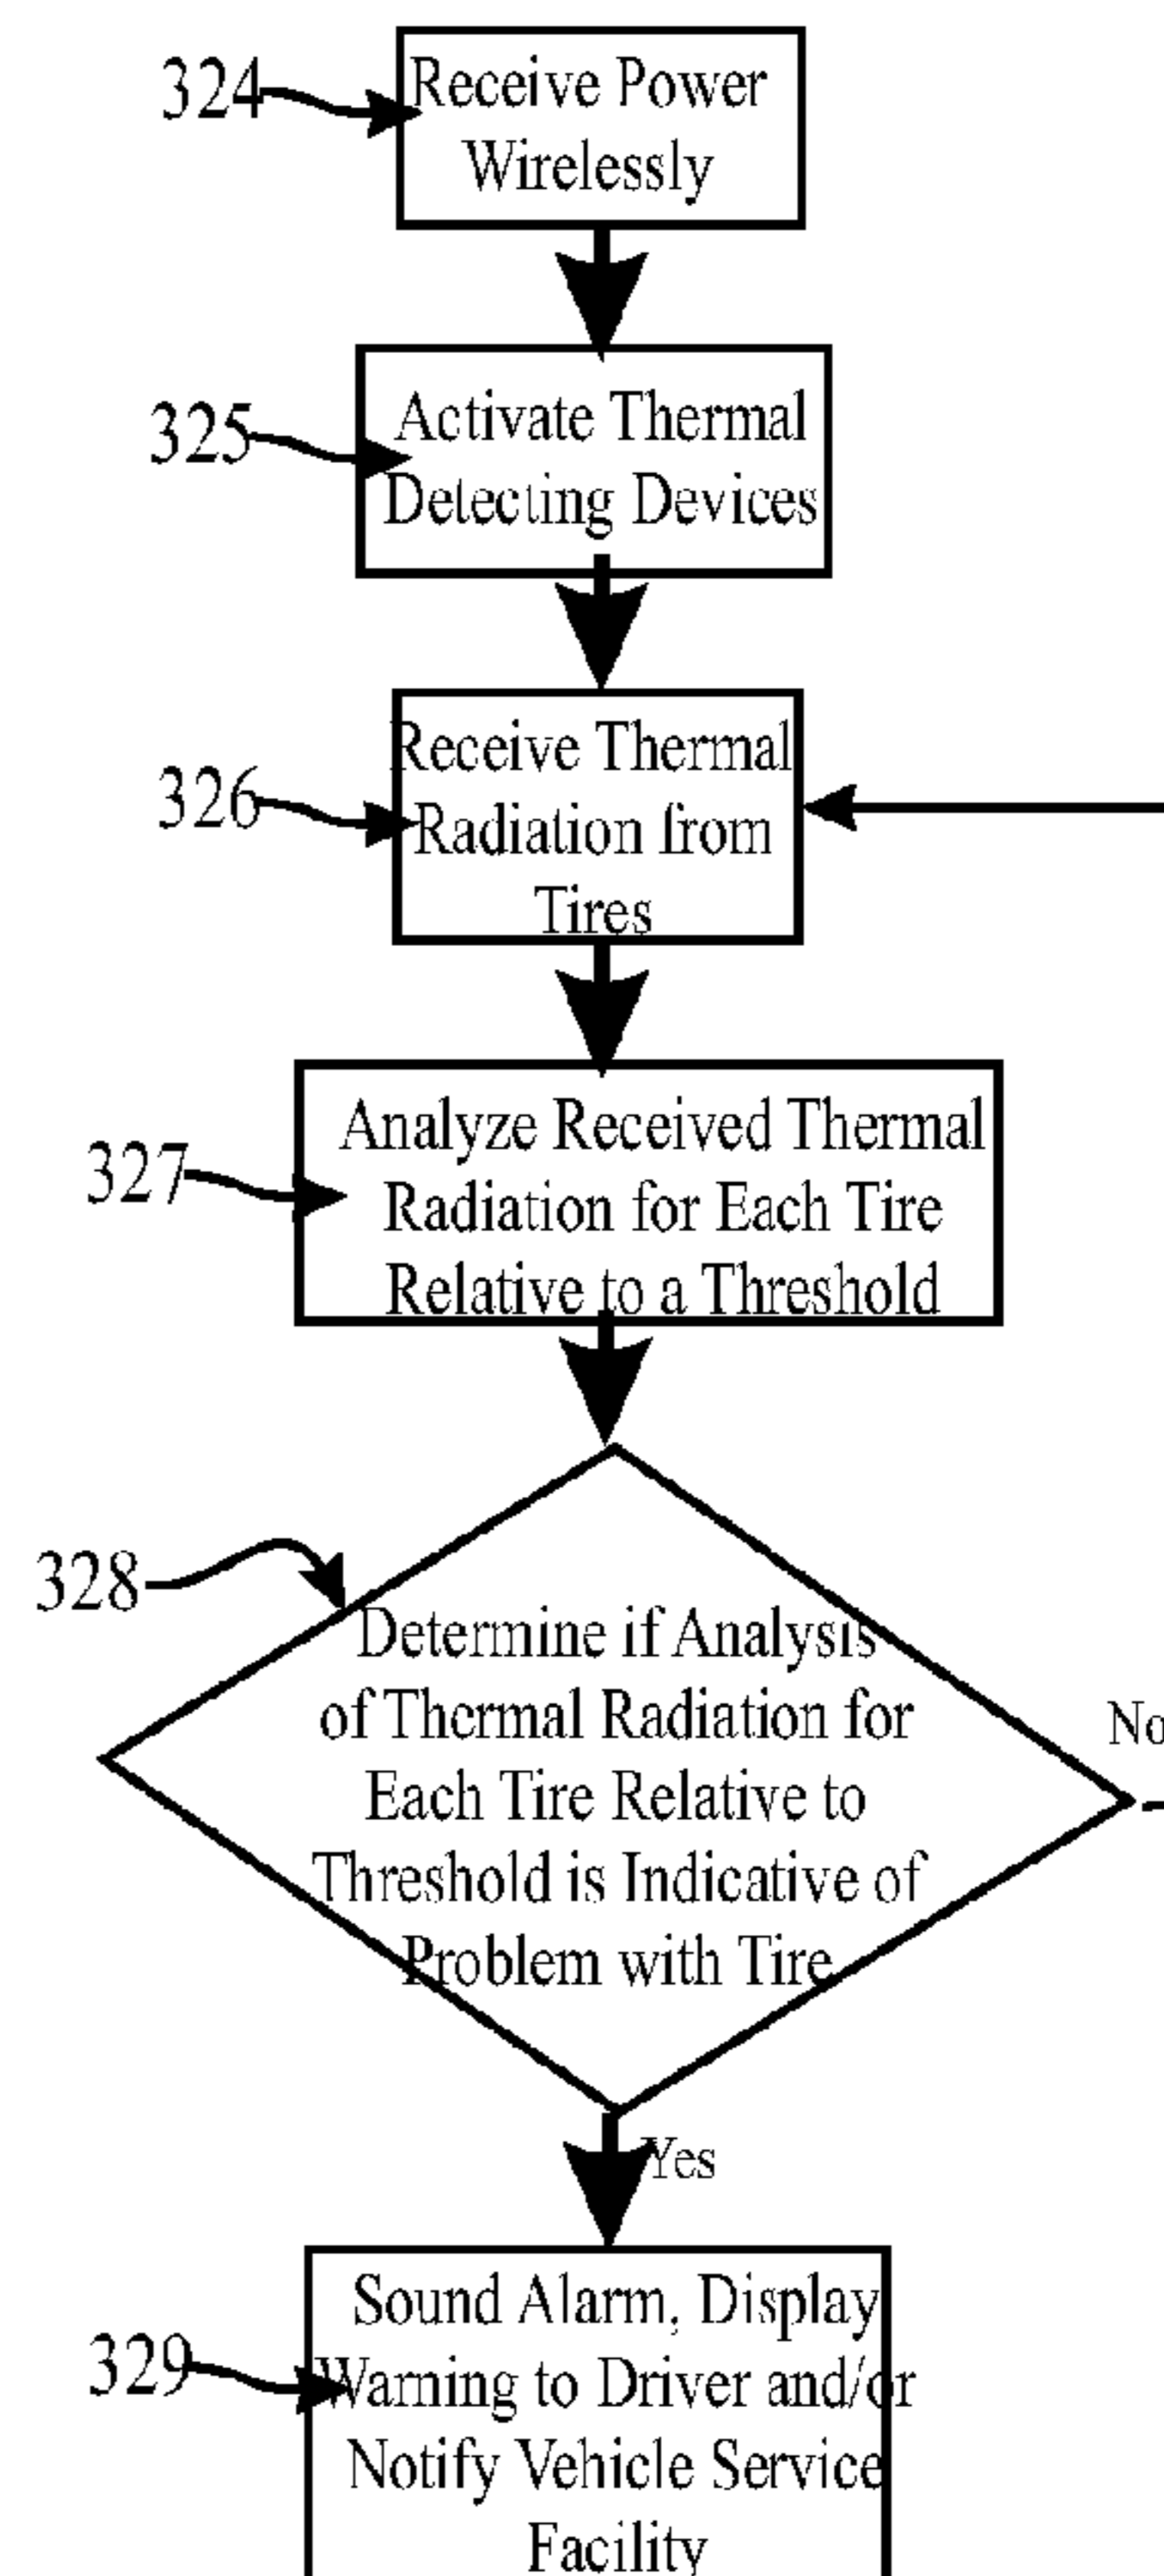 324
Receive Power
Wirelessly
325
Activate Thermal
Detecting Devices
326
Receive Thermal
Radiation from
Tires
327
Analyze Received Thermal
Radiation for Each Tire
Relative to a Threshold
328
Determine if Analysis
of Thermal Radiation for
Each Tire Relative to
Threshold is Indicative of
Problem with Tire
No
Yes
329
Sound Alarm, Display
Warning to Driver and/or
Notify Vehicle Service
Facility